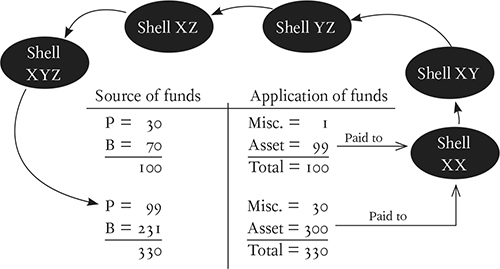 Shell XZ
Shell YZ
Shell
XYZ
Shell XY
Source of funds Application of funds
P = 30 Misc. = 1
B = 70 Asset = 99 Paid to
100 Total = 100
Shell
XX
P = 99 Misc. = 30
B = 231 Asset = 300 Paid to
330 Total = 330